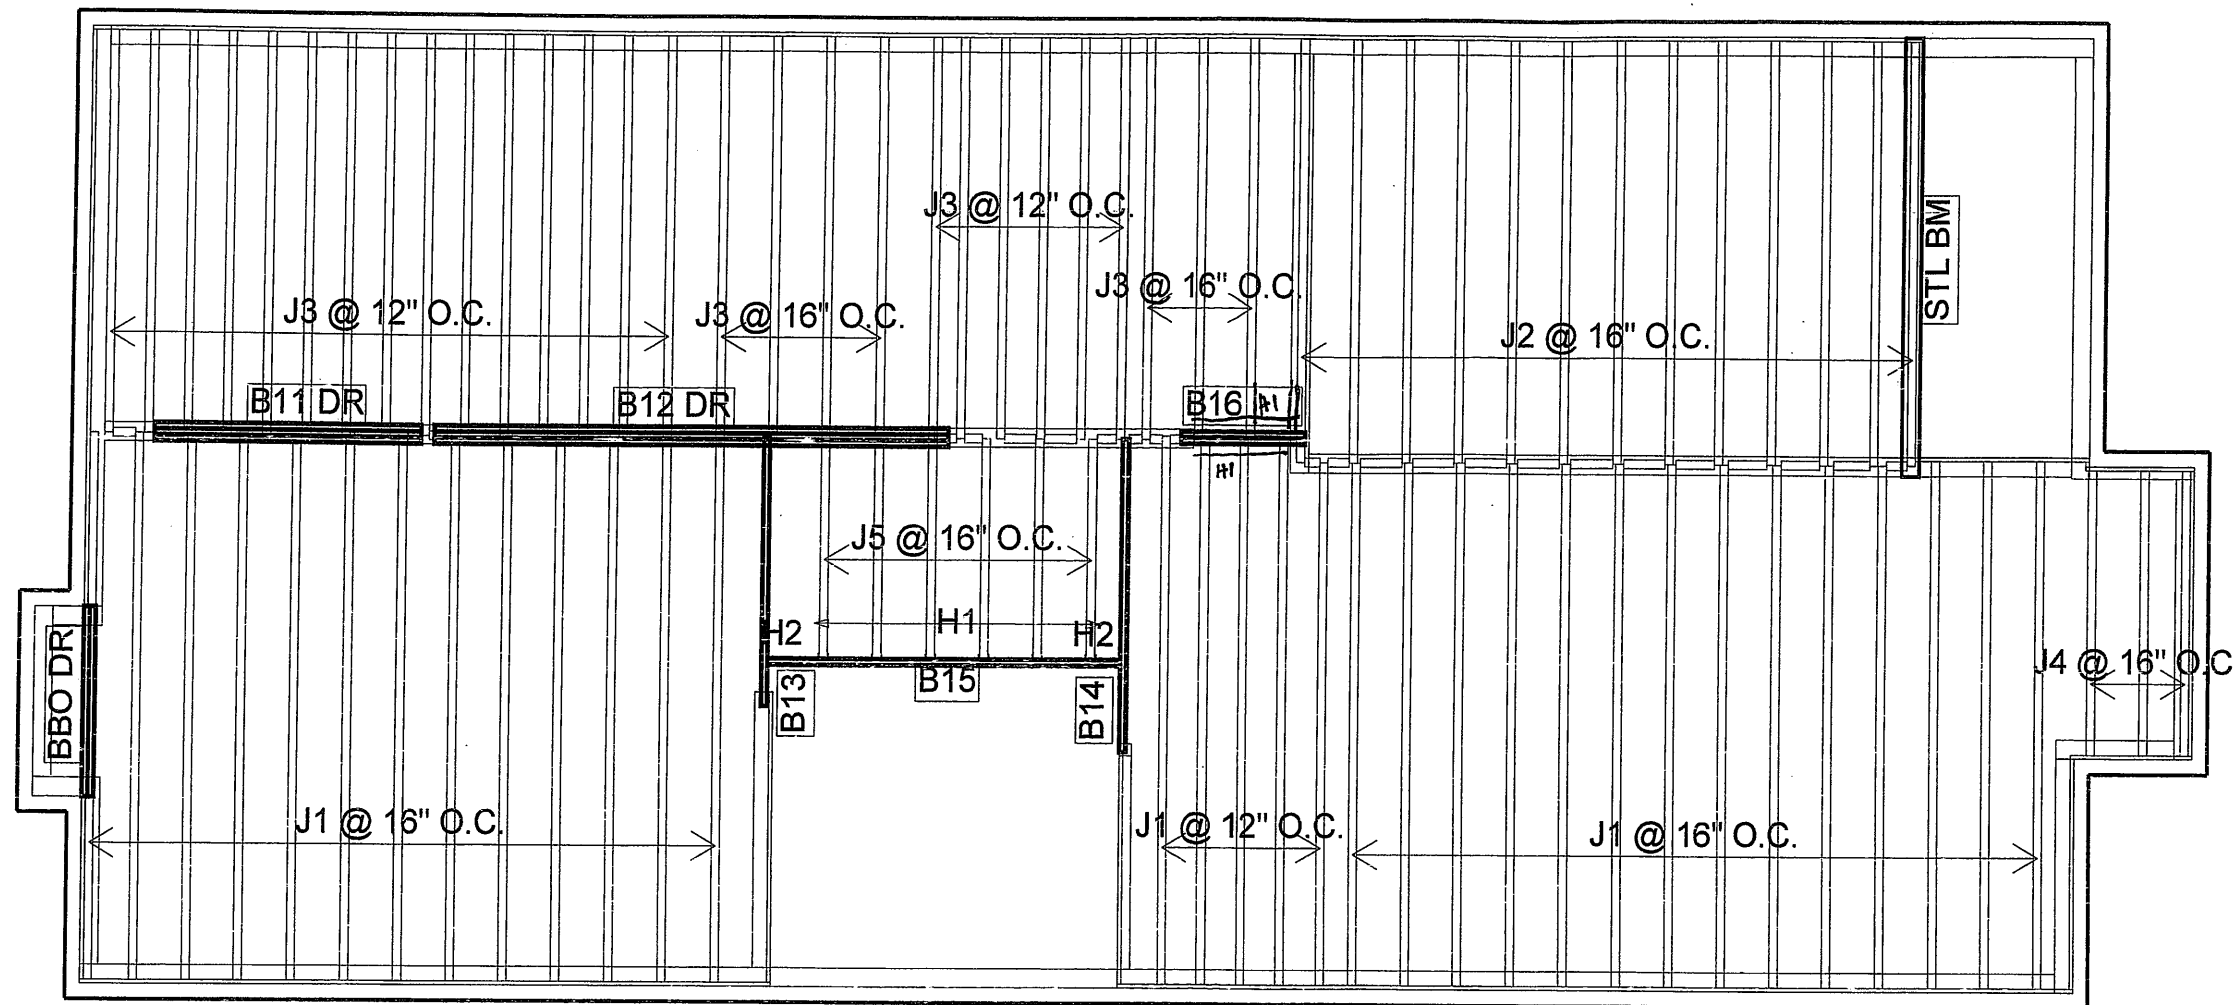 J3 @ 12" O.C.
STL BM
J3 @ 16" O.C.
J3 @ 12" O.C.
J3 @ 16" O.C.
J2 @ 16" O.C.
B11 DR
B12 DR
B16
H1
H1
J5 @ 16" O.C.
H2
H1
H2
BBO DR
B13
B15
B14
J4 @ 16" O.C
J1 @ 16" O.C.
J1 @ 12" O.C.
J1 @ 16" O.C.